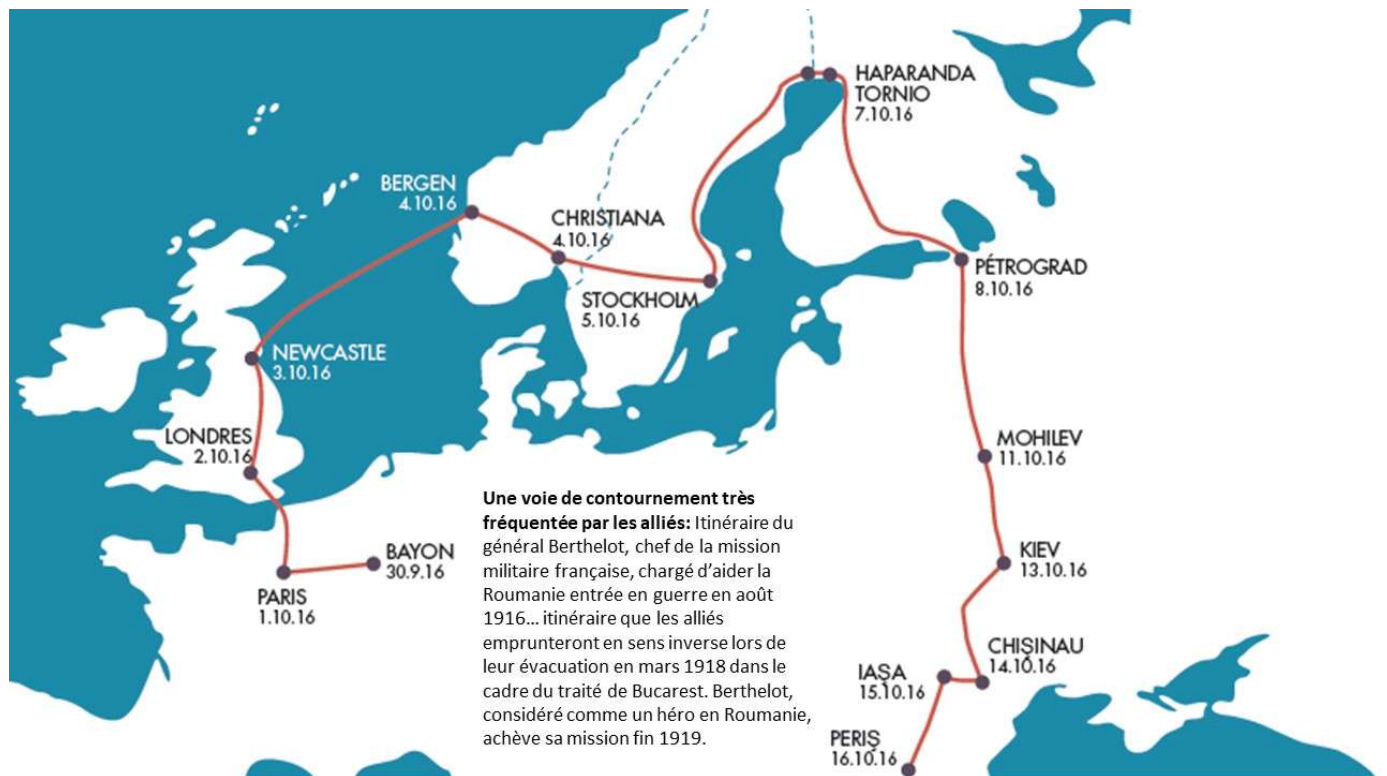 HAPARANDA
TORNIO
7.10.16
BERGEN
4.10.16
CHRISTIANA
4.10.16
STOCKHOLM
5.10.16
PÉTROGRAD
8.10.16
NEWCASTLE
3.10.16
LONDRES
2.10.16
MOHILEV
11.10.16
BAYON
30.9.16
PARIS
1.10.16
KIEV
13.10.16
CHIȘINAU
14.10.16
IAȘA
15.10.16
PERIȘ
16.10.16
Une voie de contournement très
fréquentée par les alliés: Itinéraire du
général Berthelot, chef de la mission
militaire française, chargé d’aider la
Roumanie entrée en guerre en août
1916... itinéraire que les alliés
emprunteront en sens inverse lors de
leur évacuation en mars 1918 dans le
cadre du traité de Bucarest. Berthelot,
considéré comme un héro en Roumanie,
achève sa mission fin 1919.